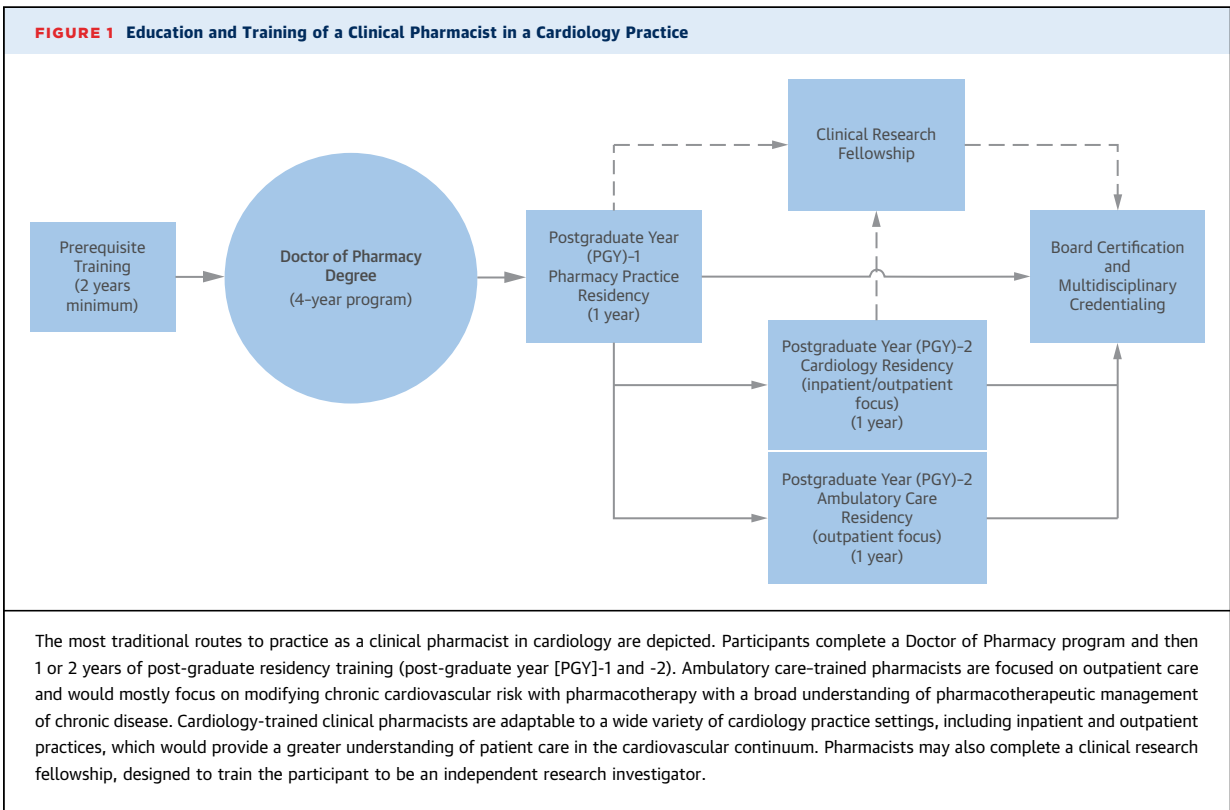 FIGURE 1 Education and Training of a Clinical Pharmacist in a Cardiology Practice
Prerequisite
Training
(2 years
minimum)
Doctor of Pharmacy
Degree
(4-year program)
Postgraduate Year
(PGY)-1
Pharmacy Practice
Residency
(1 year)
Clinical Research
Fellowship
Postgraduate Year (PGY)-2
Cardiology Residency
(inpatient/outpatient
focus)
(1 year)
Postgraduate Year (PGY)-2
Ambulatory Care
Residency
(outpatient focus)
(1 year)
Board Certification
and
Multidisciplinary
Credentialing
The most traditional routes to practice as a clinical pharmacist in cardiology are depicted. Participants complete a Doctor of Pharmacy program and then
1 or 2 years of post-graduate residency training (post-graduate year [PGY]-1 and -2). Ambulatory care-trained pharmacists are focused on outpatient care
and would mostly focus on modifying chronic cardiovascular risk with pharmacotherapy with a broad understanding of pharmacotherapeutic management
of chronic disease. Cardiology-trained clinical pharmacists are adaptable to a wide variety of cardiology practice settings, including inpatient and outpatient
practices, which would provide a greater understanding of patient care in the cardiovascular continuum. Pharmacists may also complete a clinical research
fellowship, designed to train the participant to be an independent research investigator.